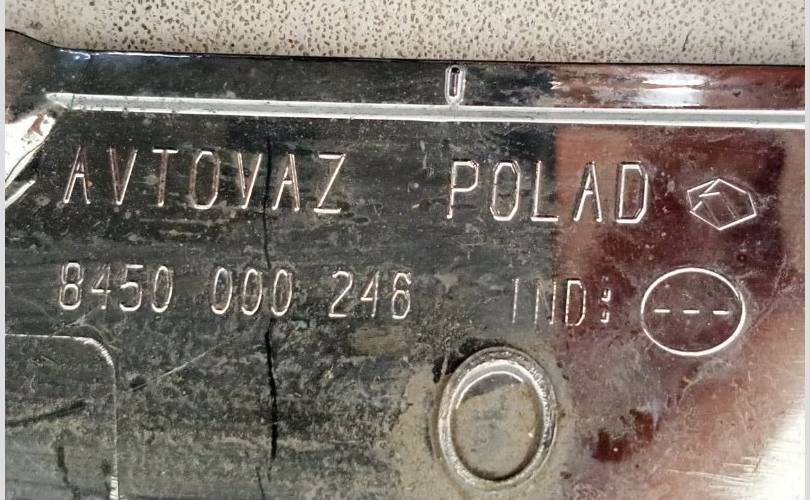 AVTOVAZ POLAD
8450 000 246 IND: ---